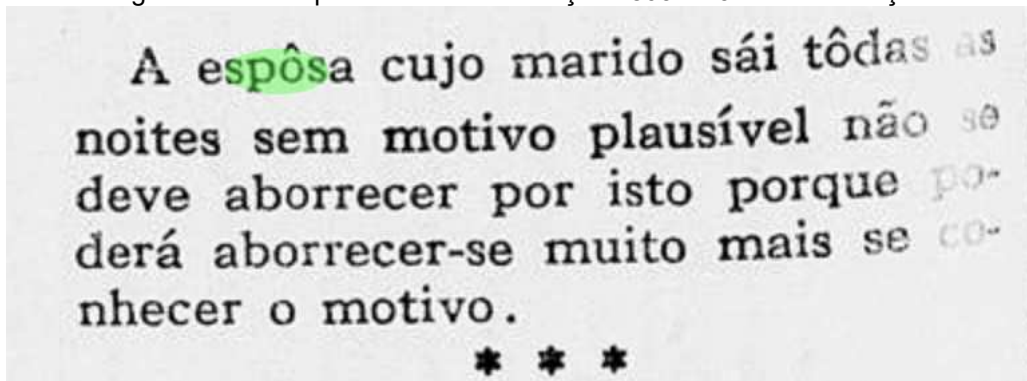 A espôsa cujo marido sái tôdas as
noites sem motivo plausível não se
deve aborrecer por isto porque po-
derá aborrecer-se muito mais se co-
nhecer o motivo.
* * *